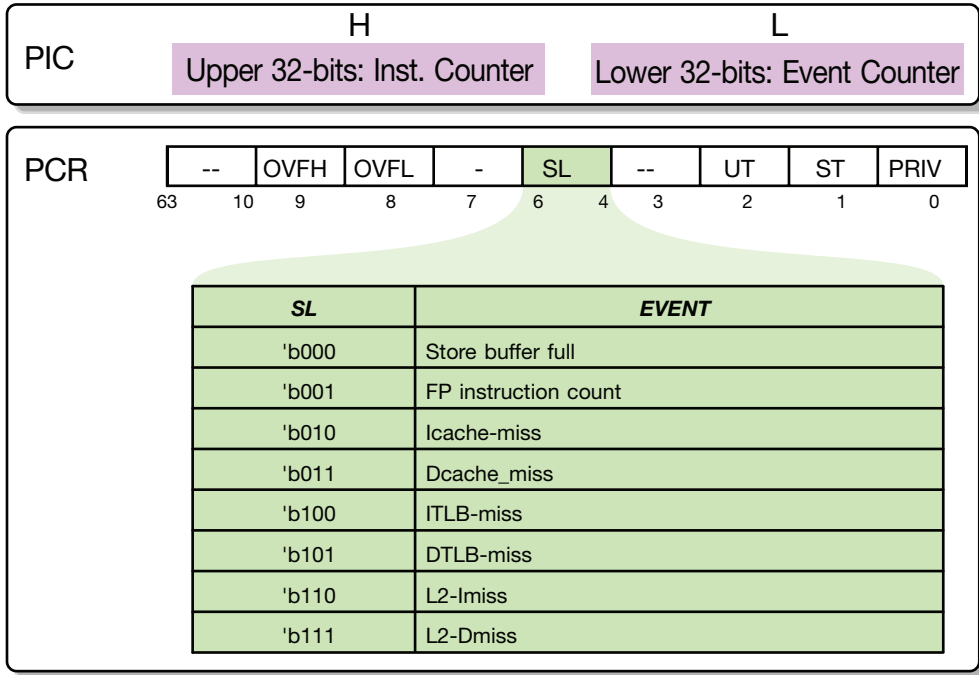 H L
PIC
Upper 32-bits: Inst. Counter Lower 32-bits: Event Counter
PCR -- OVFH OVFL - SL -- UT ST PRIV
63 10 9 8 7 6 4 3 2 1 0
SL EVENT
'b000 Store buffer full
'b001 FP instruction count
'b010 Icache-miss
'b011 Dcache_miss
'b100 ITLB-miss
'b101 DTLB-miss
'b110 L2-Imiss
'b111 L2-Dmiss